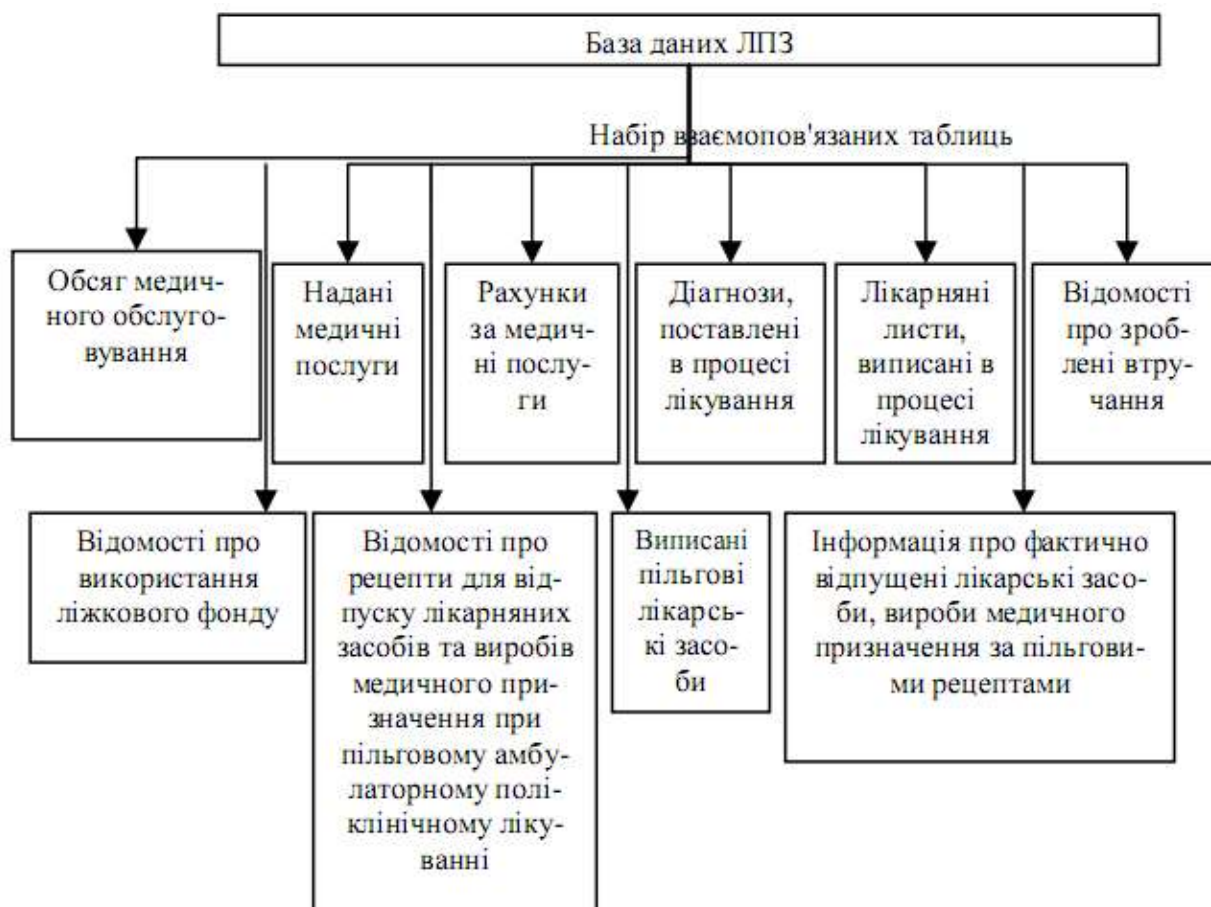 База даних ЛПЗ
Набір взаємопов'язаних таблиць
Обсяг медич-
ного обслуго-
вування
Надані
медичні
послуги
Рахунки
за медич-
ні послу-
ги
Діагнози,
поставлені
в процесі
лікування
Лікарняні
листи,
виписані в
процесі
лікування
Відомості
про зроб-
лені втру-
чання
Відомості про
використання
ліжкового фонду
Відомості про
рецепти для від-
пуску лікарняних
засобів та виробів
медичного при-
значення при
пільговому амбу-
латорному полі-
клінічному ліку-
ванні
Виписані
пільгові
лікарсь-
кі засо-
би
Інформація про фактично
відпущені лікарські засо-
би, вироби медичного
призначення за пільгови-
ми рецептами